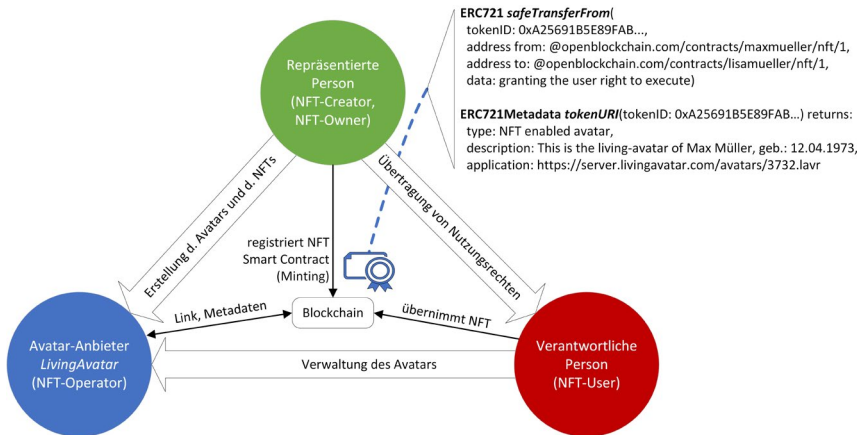 ERC721 safeTransferFrom(
tokenID: 0xA25691B5E89FAB...,
address from: @openblockchain.com/contracts/maxmueller/nft/1,
address to: @openblockchain.com/contracts/lisamueller/nft/1,
data: granting the user right to execute)
ERC721Metadata tokenURI(tokenID: 0xA25691B5E89FAB...) returns:
type: NFT enabled avatar,
description: This is the living-avatar of Max Müller, geb.: 12.04.1973,
application: https://server.livingavatar.com/avatars/3732.lavr
Repräsentierte
Person
(NFT-Creator,
NFT-Owner)
Erstellung d. Avatars und d. NFTs
Übertragung von Nutzungsrechten
registriert NFT
Smart Contract
(Minting)
Link, Metadaten
Blockchain
übernimmt NFT
Avatar-Anbieter
LivingAvatar
(NFT-Operator)
Verwaltung des Avatars
Verantwortliche
Person
(NFT-User)